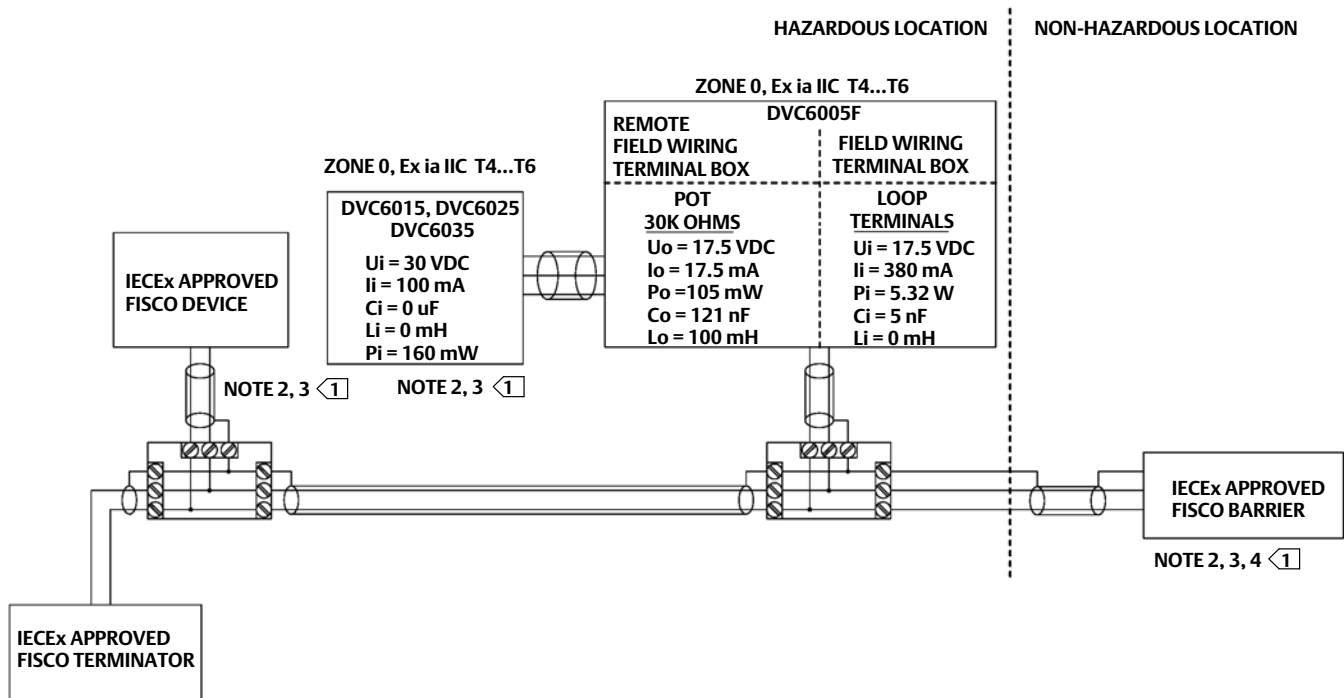 HAZARDOUS LOCATION
NON-HAZARDOUS LOCATION
ZONE 0, Ex ia IIC T4...T6
DVC6005F
REMOTE
FIELD WIRING
TERMINAL BOX
FIELD WIRING
TERMINAL BOX
POT
30K OHMS
Uo = 17.5 VDC
Io = 17.5 mA
Po =105 mW
Co = 121 nF
Lo = 100 mH
LOOP
TERMINALS
Ui = 17.5 VDC
Ii = 380 mA
Pi = 5.32 W
Ci = 5 nF
Li = 0 mH
ZONE 0, Ex ia IIC T4...T6
DVC6015, DVC6025
DVC6035
Ui = 30 VDC
Ii = 100 mA
Ci = 0 uF
Li = 0 mH
Pi = 160 mW
NOTE 2, 3 1
IECEx APPROVED
FISCO DEVICE
NOTE 2, 3 1
IECEx APPROVED
FISCO BARRIER
NOTE 2, 3, 4 1
IECEx APPROVED
FISCO TERMINATOR